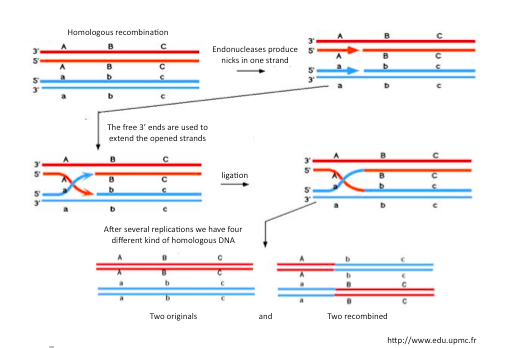 Homologous recombination
A B C
3'
5'
A B C
5' a b c
3'
a b c
Endonucleases produce
nicks in one strand
A B C
3'
5'
A B C
5' a b c
3'
a b c
The free 3' ends are used to
extend the opened strands
A B C
3'
5'
A B C
5' a b c
3'
a b c
ligation
A B C
3'
5'
A B C
5' a b c
3'
a b c
After several replications we have four
different kind of homologous DNA
A B C
A B C
a b c
a b c
A b c
A b c
a B C
a B C
Two originals and Two recombined
http://www.edu.upmc.fr